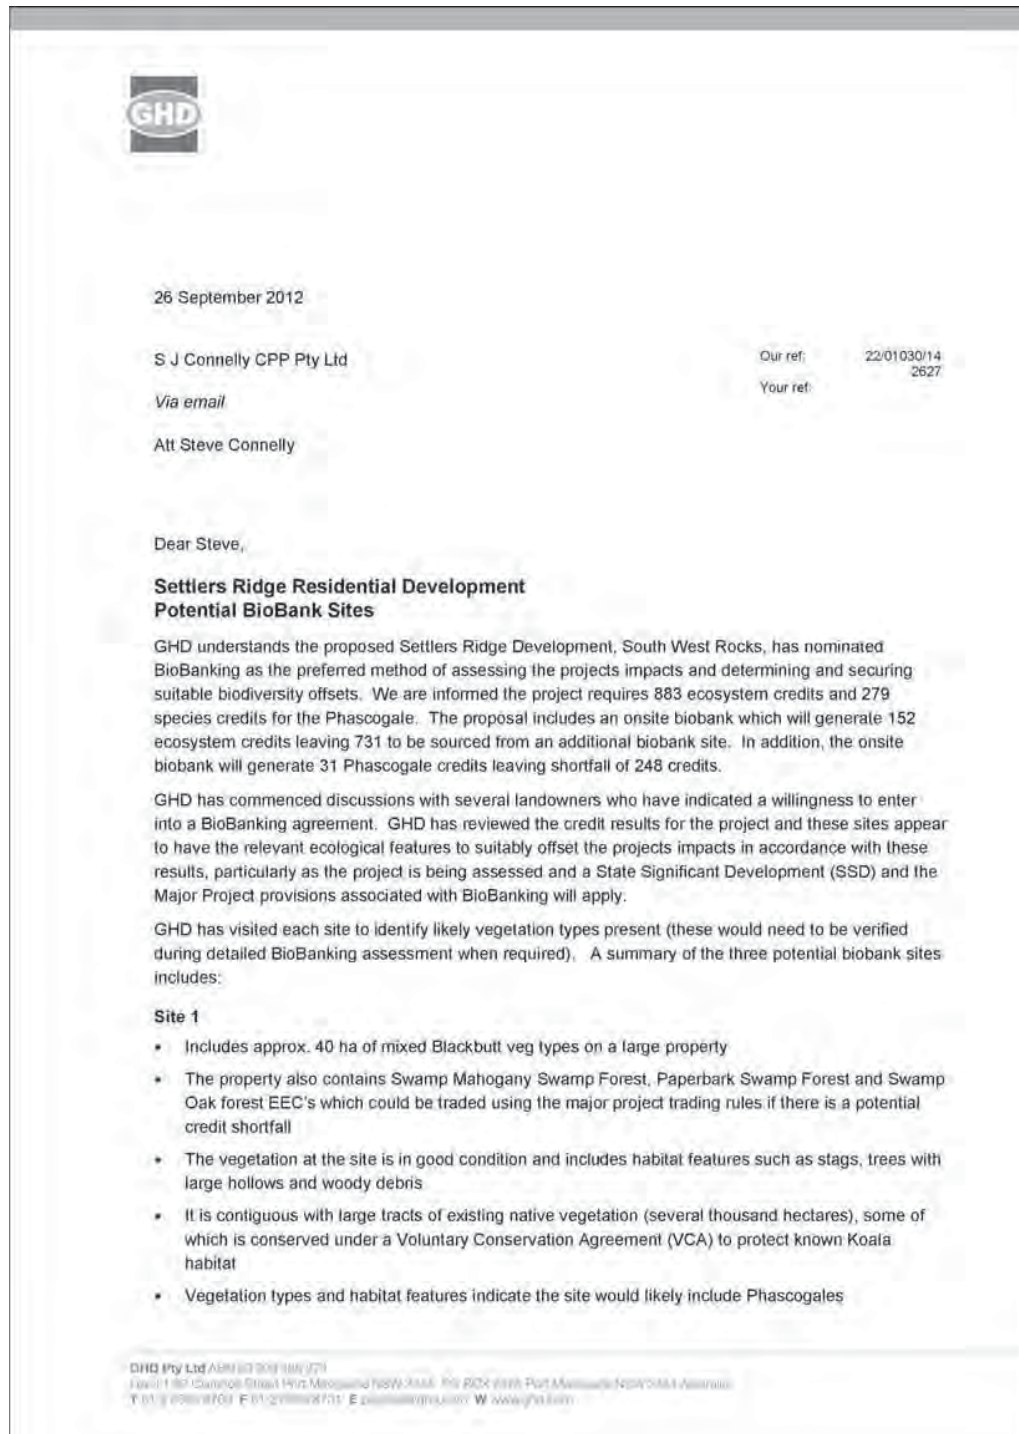 GHD
26 September 2012
S J Connelly CPP Pty Ltd
Our ref: 22/01030/14
2627
Your ref:
Via email
Att Steve Connelly
Dear Steve,
Settlers Ridge Residential Development
Potential BioBank Sites
GHD understands the proposed Settlers Ridge Development, South West Rocks, has nominated
BioBanking as the preferred method of assessing the projects impacts and determining and securing
suitable biodiversity offsets. We are informed the project requires 883 ecosystem credits and 279
species credits for the Phascogale. The proposal includes an onsite biobank which will generate 152
ecosystem credits leaving 731 to be sourced from an additional biobank site. In addition, the onsite
biobank will generate 31 Phascogale credits leaving shortfall of 248 credits.
GHD has commenced discussions with several landowners who have indicated a willingness to enter
into a BioBanking agreement. GHD has reviewed the credit results for the project and these sites appear
to have the relevant ecological features to suitably offset the projects impacts in accordance with these
results, particularly as the project is being assessed and a State Significant Development (SSD) and the
Major Project provisions associated with BioBanking will apply.
GHD has visited each site to identify likely vegetation types present (these would need to be verified
during detailed BioBanking assessment when required). A summary of the three potential biobank sites
includes:
Site 1
• Includes approx. 40 ha of mixed Blackbutt veg types on a large property
• The property also contains Swamp Mahogany Swamp Forest, Paperbark Swamp Forest and Swamp
Oak forest EEC's which could be traded using the major project trading rules if there is a potential
credit shortfall
• The vegetation at the site is in good condition and includes habitat features such as stags, trees with
large hollows and woody debris
• It is contiguous with large tracts of existing native vegetation (several thousand hectares), some of
which is conserved under a Voluntary Conservation Agreement (VCA) to protect known Koala
habitat
• Vegetation types and habitat features indicate the site would likely include Phascogales
GHD Pty Ltd